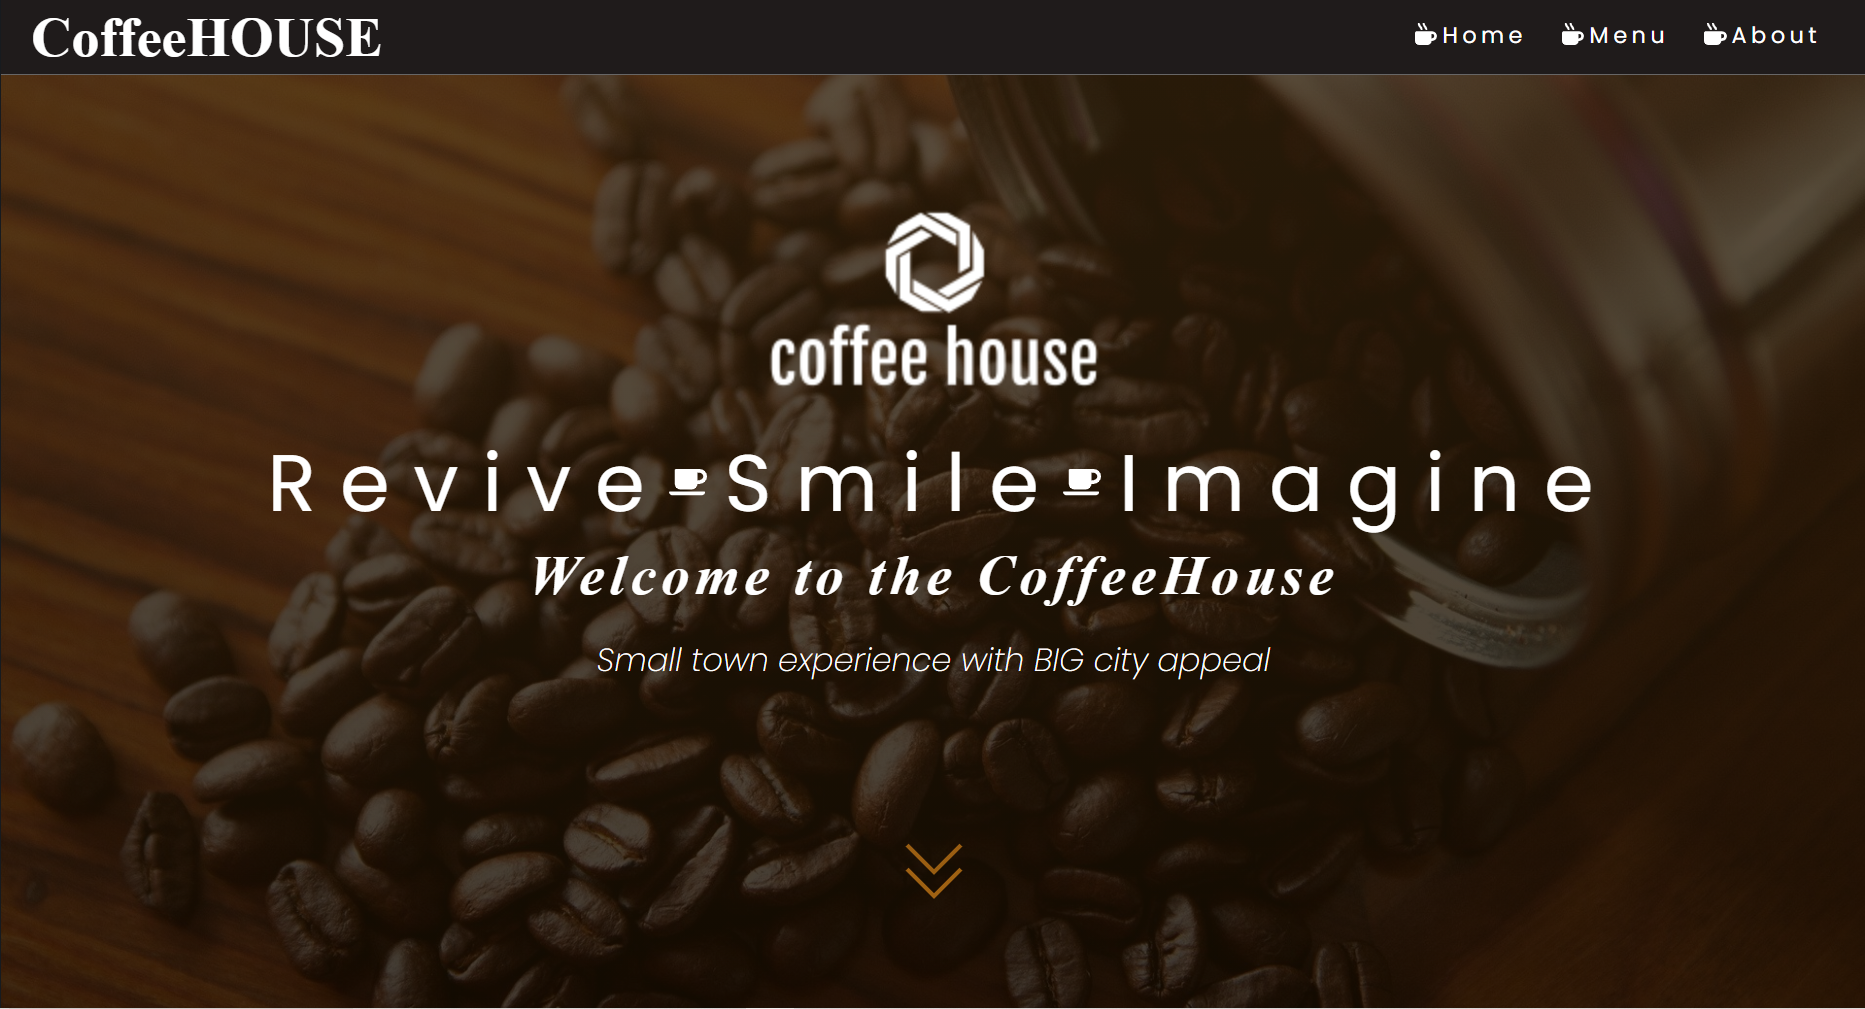 CoffeeHOUSE
Home Menu About
coffee house
Revive Smile Imagine
Welcome to the CoffeeHouse
Small town experience with BIG city appeal